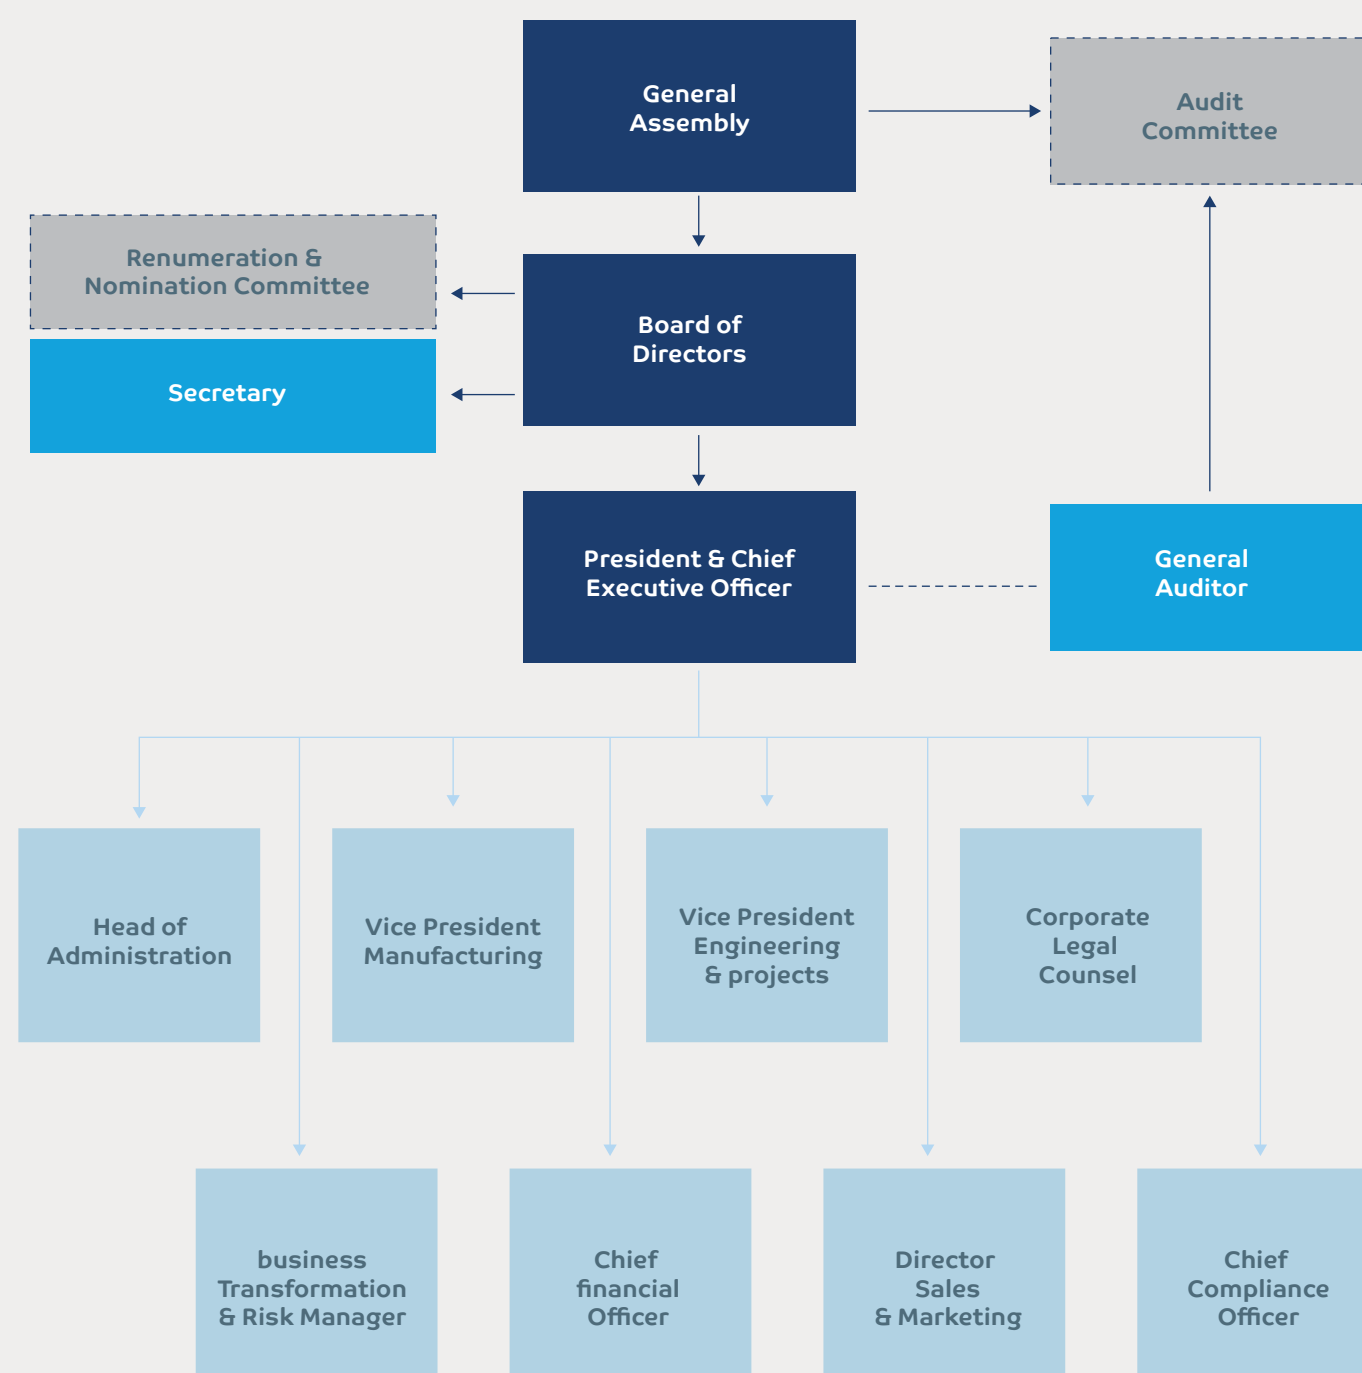 General
Assembly
Audit
Committee
Renumeration &
Nomination Committee
Board of
Directors
Secretary
President & Chief
Executive Officer
General
Auditor
Head of
Administration
Vice President
Manufacturing
Vice President
Engineering
& projects
Corporate
Legal
Counsel
business
Transformation
& Risk Manager
Chief
financial
Officer
Director
Sales
& Marketing
Chief
Compliance
Officer